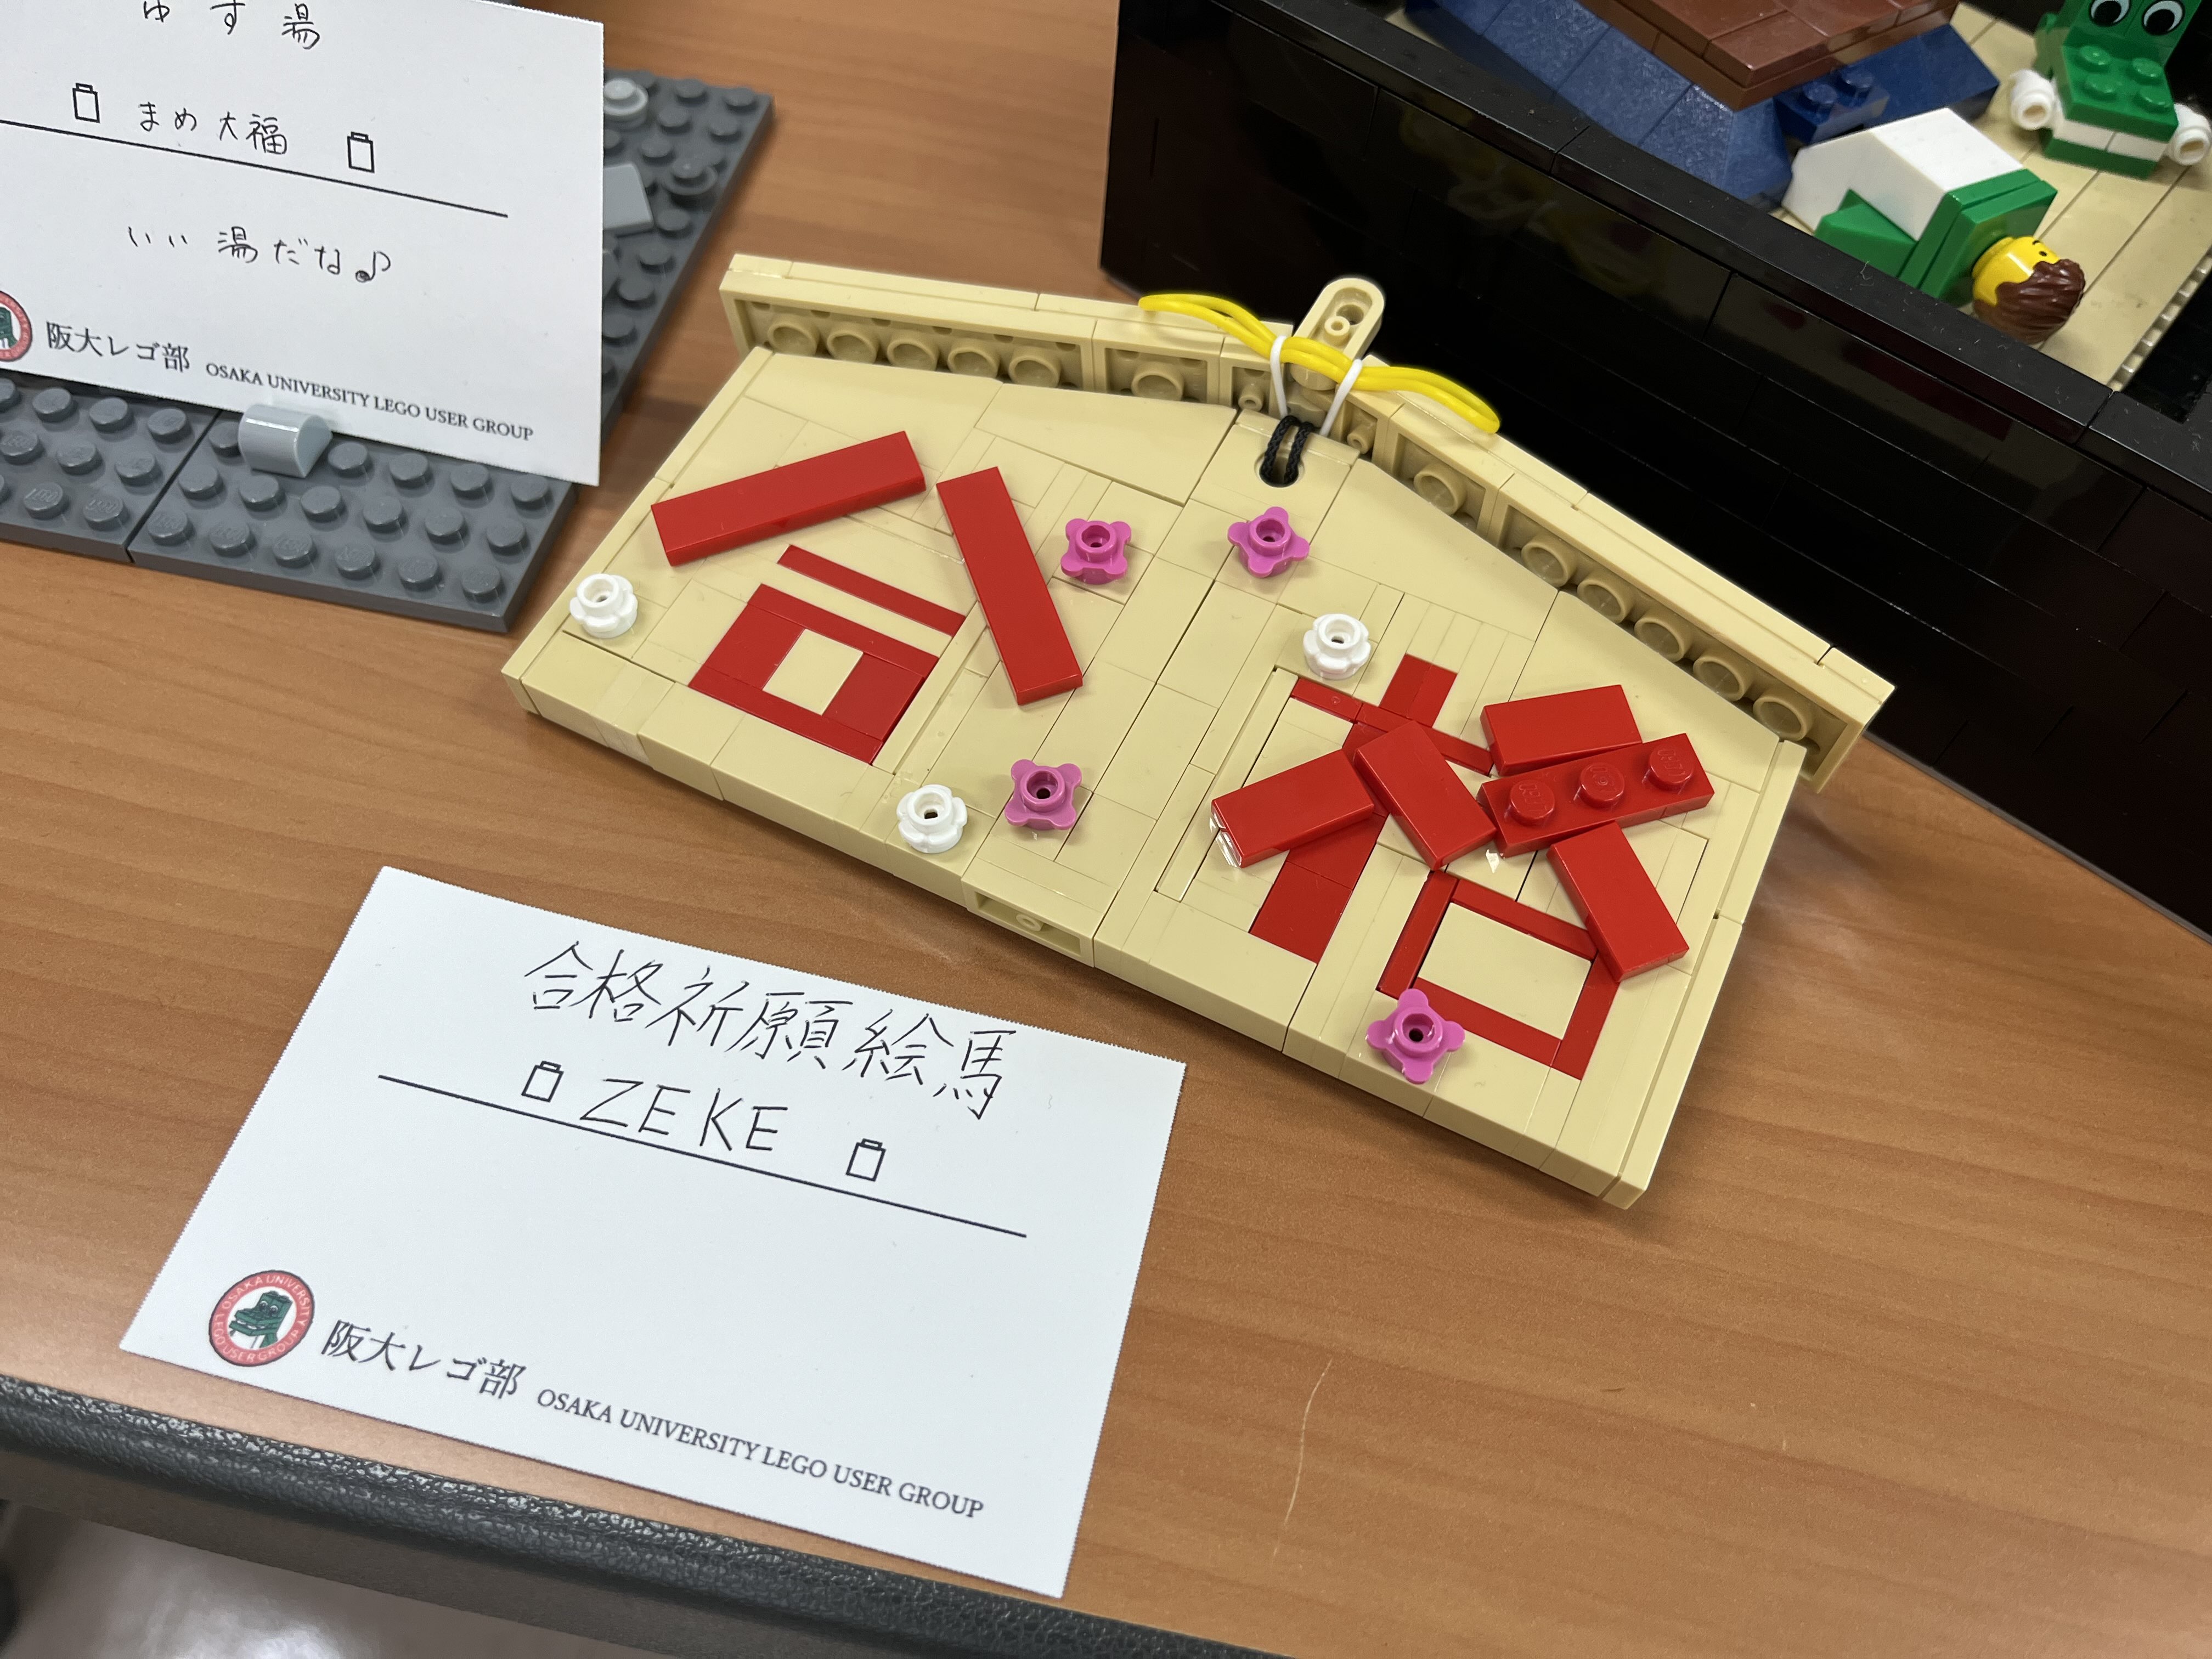 ゆず湯
まめ大福
いい湯だな♪
阪大レゴ部 OSAKA UNIVERSITY LEGO USER GROUP
合格
合格祈願絵馬
ZEKE
OSAKA UNIVERSITY LEGO USER GROUP
阪大レゴ部 OSAKA UNIVERSITY LEGO USER GROUP